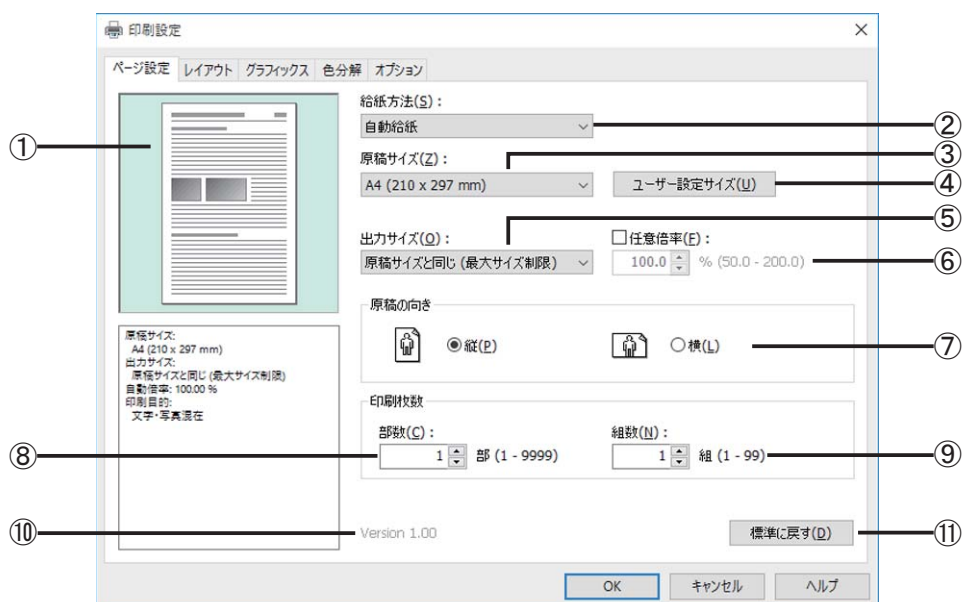 印刷設定
ページ設定 レイアウト グラフィックス 色分解 オプション
給紙方法(S):
自動給紙
①
②
原稿サイズ(Z):
③
A4 (210 x 297 mm)
ユーザー設定サイズ(U)
④
⑤
出力サイズ(O):
任意倍率(F):
原稿サイズと同じ (最大サイズ制限)
100.0 % (50.0 - 200.0)
⑥
原稿の向き
縦(P)
横(L)
⑦
原稿サイズ:
A4 (210 x 297 mm)
出力サイズ:
原稿サイズと同じ (最大サイズ制限)
自動倍率: 100.00 %
印刷目的:
文字・写真混在
印刷枚数
部数(C):
組数(N):
⑧
1 部 (1 - 9999)
1 組 (1 - 99)
⑨
⑩
Version 1.00
標準に戻す(D)
⑪
OK キャンセル ヘルプ